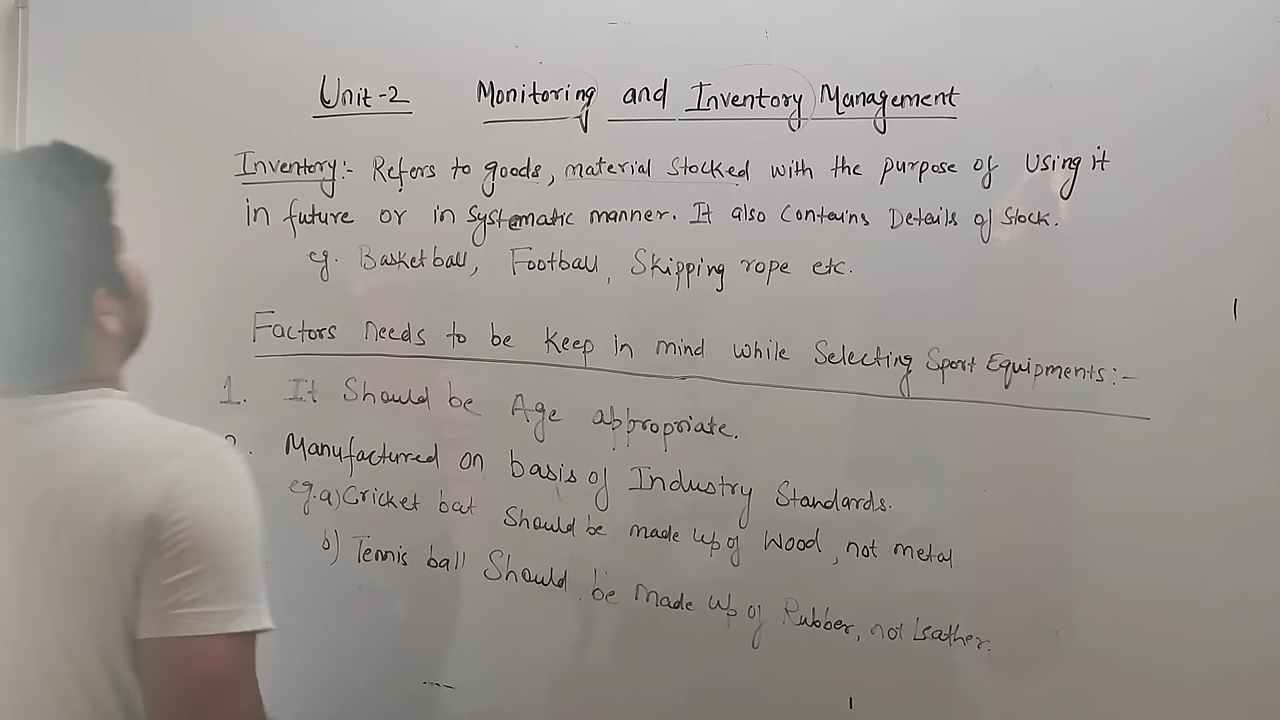 Unit-2 Monitoring and Inventory Management
Inventory:- Refers to goods, material stocked with the purpose of Using it
in future or in systematic manner. It also Contains Details of Stock.
eg. Basketball, Football, Skipping rope etc.
Factors needs to be keep in mind while Selecting Sport Equipments:-
1. It Should be Age appropriate.
2. Manufactured on basis of Industry Standards.
eg. a) Cricket bat Should be made up of Wood, not metal
b) Tennis ball Should be made up of Rubber, not Leather.